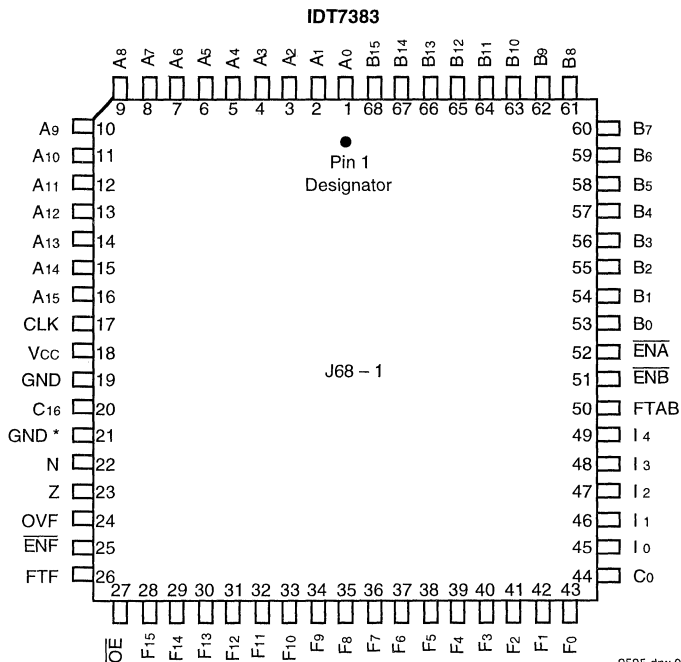 IDT7383
A8 A7 A6 A5 A4 A3 A2 A1 A0 B15 B14 B13 B12 B11 B10 B9 B8
9 8 7 6 5 4 3 2 1 68 67 66 65 64 63 62 61
A9 10 60 B7
A10 11 59 B6
A11 12 58 B5
A12 13 57 B4
A13 14 56 B3
A14 15 55 B2
A15 16 54 B1
CLK 17 53 B0
VCC 18 52 E̅N̅A̅
GND 19 51 E̅N̅B̅
C16 20 50 FTAB
GND * 21 49 I4
N 22 48 I3
Z 23 47 I2
OVF 24 46 I1
E̅N̅F̅ 25 45 I0
FTF 26 44 C0
Pin 1
Designator
J68 – 1
27 28 29 30 31 32 33 34 35 36 37 38 39 40 41 42 43
O̅E̅ F15 F14 F13 F12 F11 F10 F9 F8 F7 F6 F5 F4 F3 F2 F1 F0